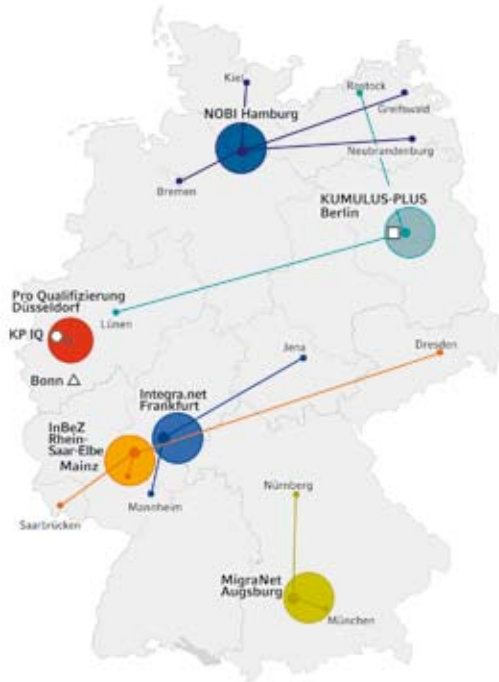 Kiel
Rostock
Greifswald
NOBI Hamburg
Neubrandenburg
Bremen
KUMULUS-PLUS
Berlin
Pro Qualifizierung
Düsseldorf
Lünen
KP IQ
Jena
Dresden
Bonn
Integra.net
Frankfurt
InBeZ
Rhein-
Saar-Elbe
Mainz
Nürnberg
Mannheim
Saarbrücken
MigraNet
Augsburg
München